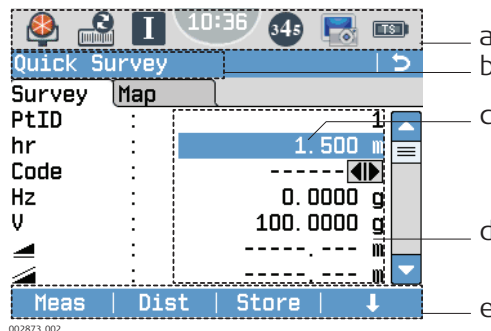 I 10:36 345 TS
a
Quick Survey
b
Survey Map
PtID : 1
c
hr : 1.500 m
Code : ------
Hz : 0.0000 g
V : 100.0000 g
d
: -----.--- m
: -----.--- m
Meas | Dist | Store | ↓
e
002873_002